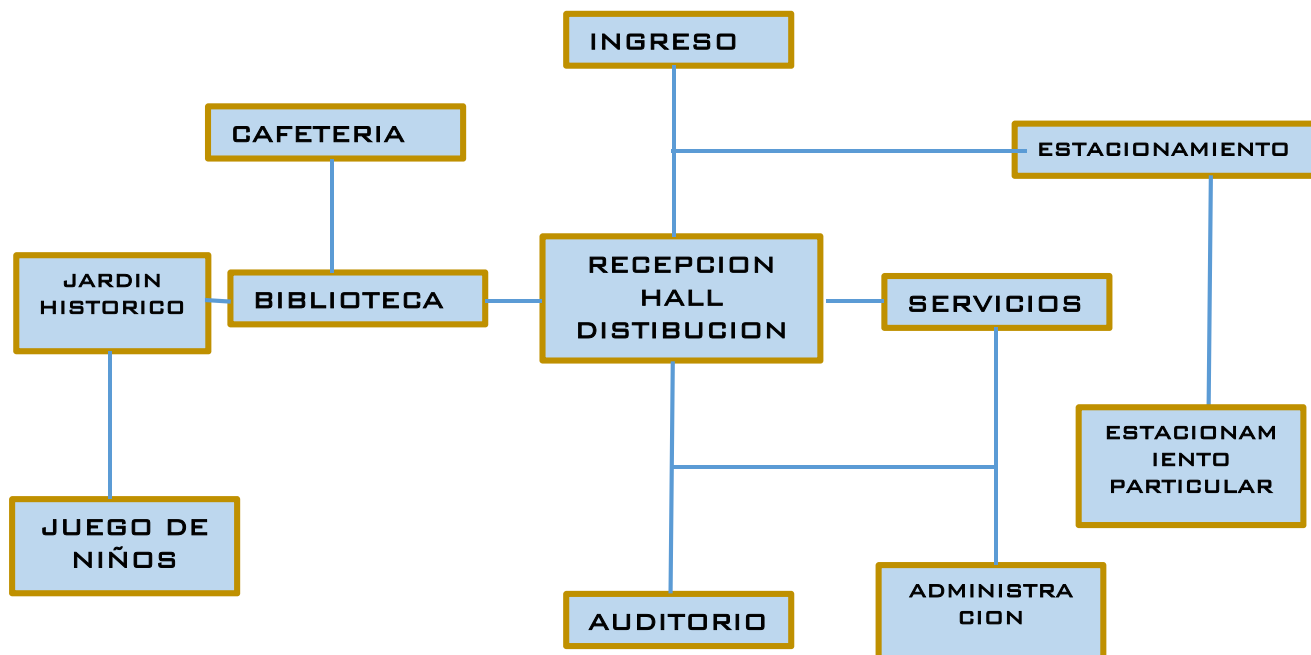 INGRESO
CAFETERIA
ESTACIONAMIENTO
JARDIN
HISTORICO
BIBLIOTECA
RECEPCION
HALL
DISTIBUCION
SERVICIOS
ESTACIONAM
IENTO
PARTICULAR
JUEGO DE
NIÑOS
AUDITORIO
ADMINISTRA
CION